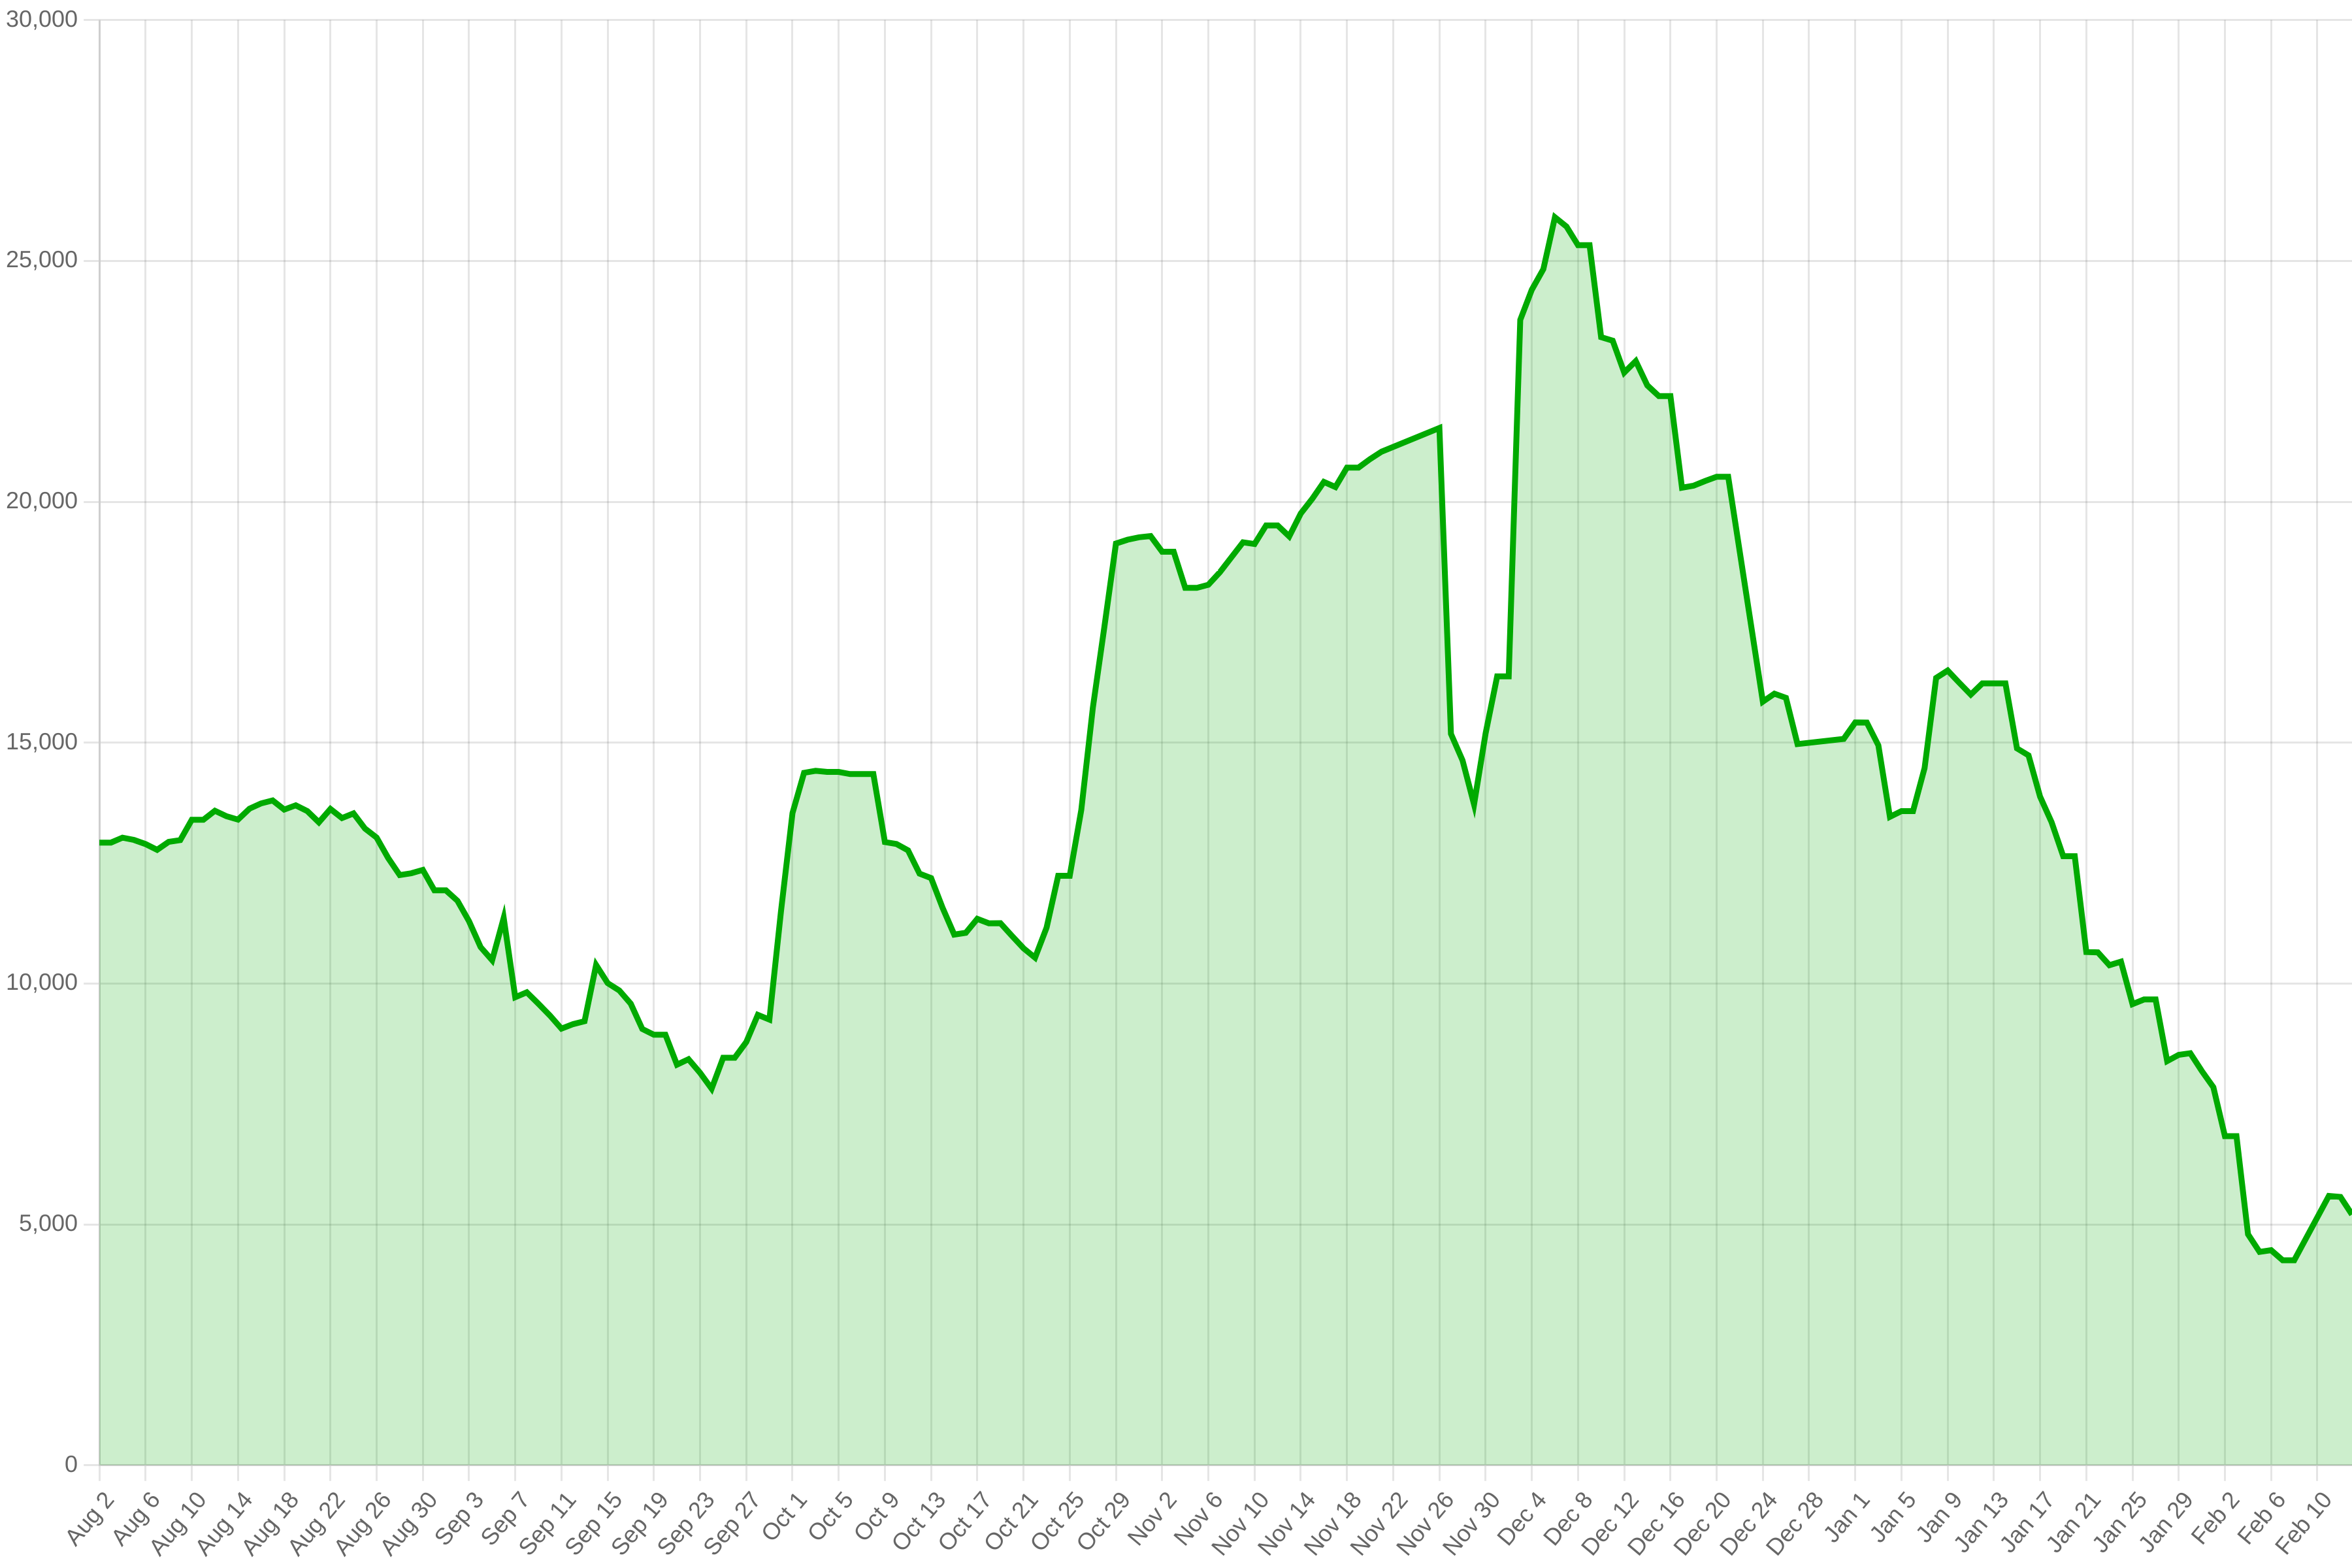 30,000
25,000
20,000
15,000
10,000
5,000
0
Aug 2
Aug 6
Aug 10
Aug 14
Aug 18
Aug 22
Aug 26
Aug 30
Sep 3
Sep 7
Sep 11
Sep 15
Sep 19
Sep 23
Sep 27
Oct 1
Oct 5
Oct 9
Oct 13
Oct 17
Oct 21
Oct 25
Oct 29
Nov 2
Nov 6
Nov 10
Nov 14
Nov 18
Nov 22
Nov 26
Nov 30
Dec 4
Dec 8
Dec 12
Dec 16
Dec 20
Dec 24
Dec 28
Jan 1
Jan 5
Jan 9
Jan 13
Jan 17
Jan 21
Jan 25
Jan 29
Feb 2
Feb 6
Feb 10